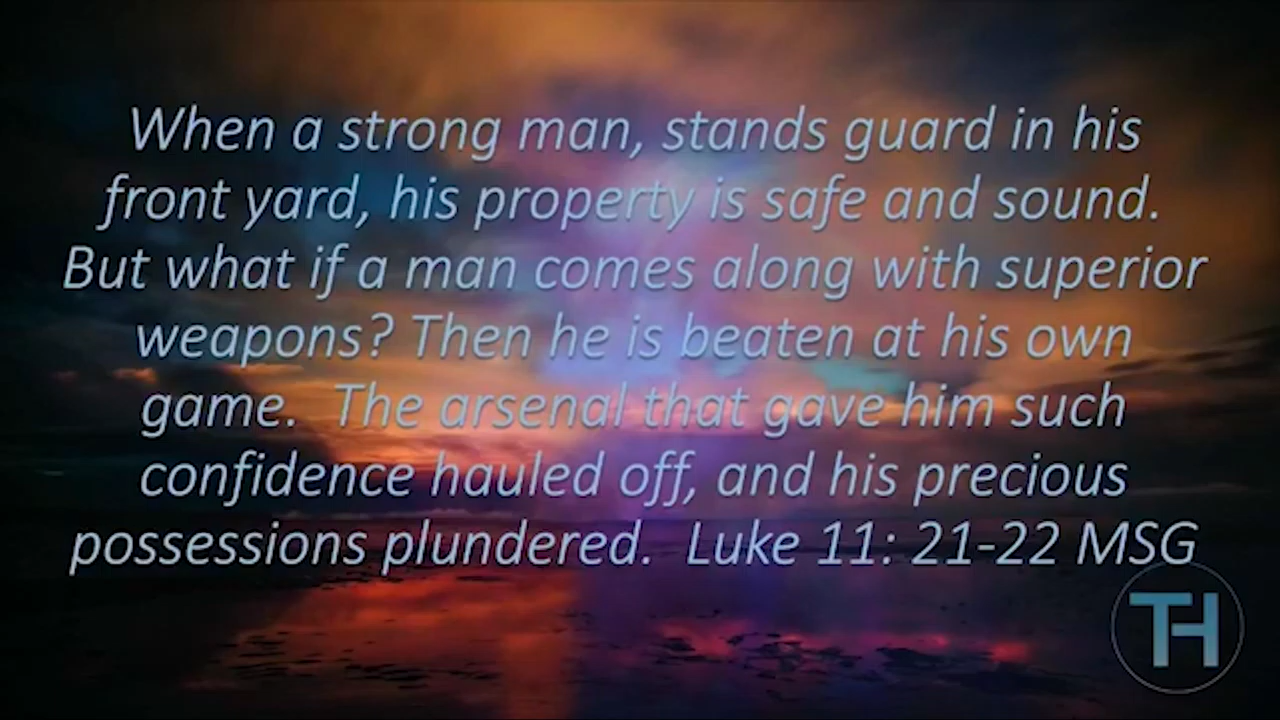 When a strong man, stands guard in his
front yard, his property is safe and sound.
But what if a man comes along with superior
weapons? Then he is beaten at his own
game.  The arsenal that gave him such
confidence hauled off, and his precious
possessions plundered.  Luke 11: 21-22 MSG
TH